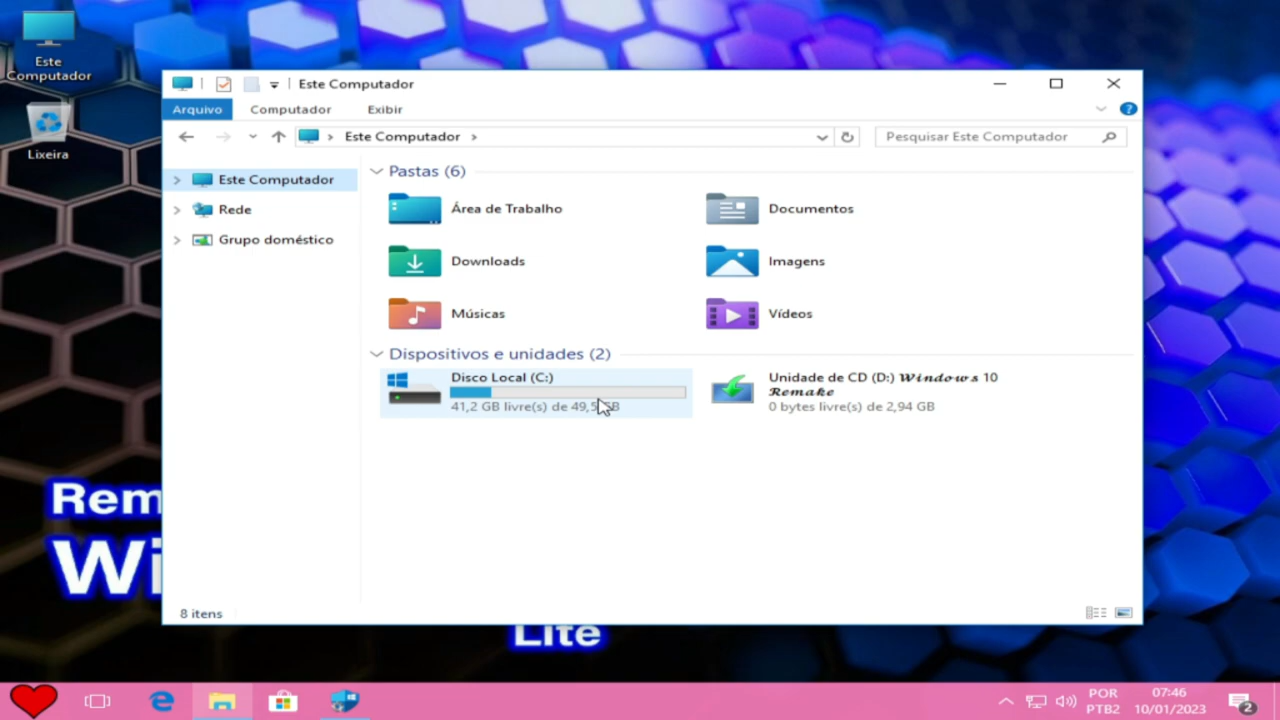 Este
Computador
Lixeira
Este Computador
Arquivo Computador Exibir
Este Computador
Pesquisar Este Computador
Este Computador
Rede
Grupo doméstico
Pastas (6)
Área de Trabalho
Documentos
Downloads
Imagens
Músicas
Vídeos
Dispositivos e unidades (2)
Disco Local (C:)
41,2 GB livre(s) de 49,5 GB
Unidade de CD (D:) 𝓦𝓲𝓷𝓭𝓸𝔀𝓼 10
𝓡𝓮𝓶𝓪𝓴𝓮
0 bytes livre(s) de 2,94 GB
8 itens
Rem
Wi
Lite
POR
PTB2
07:46
10/01/2023
2